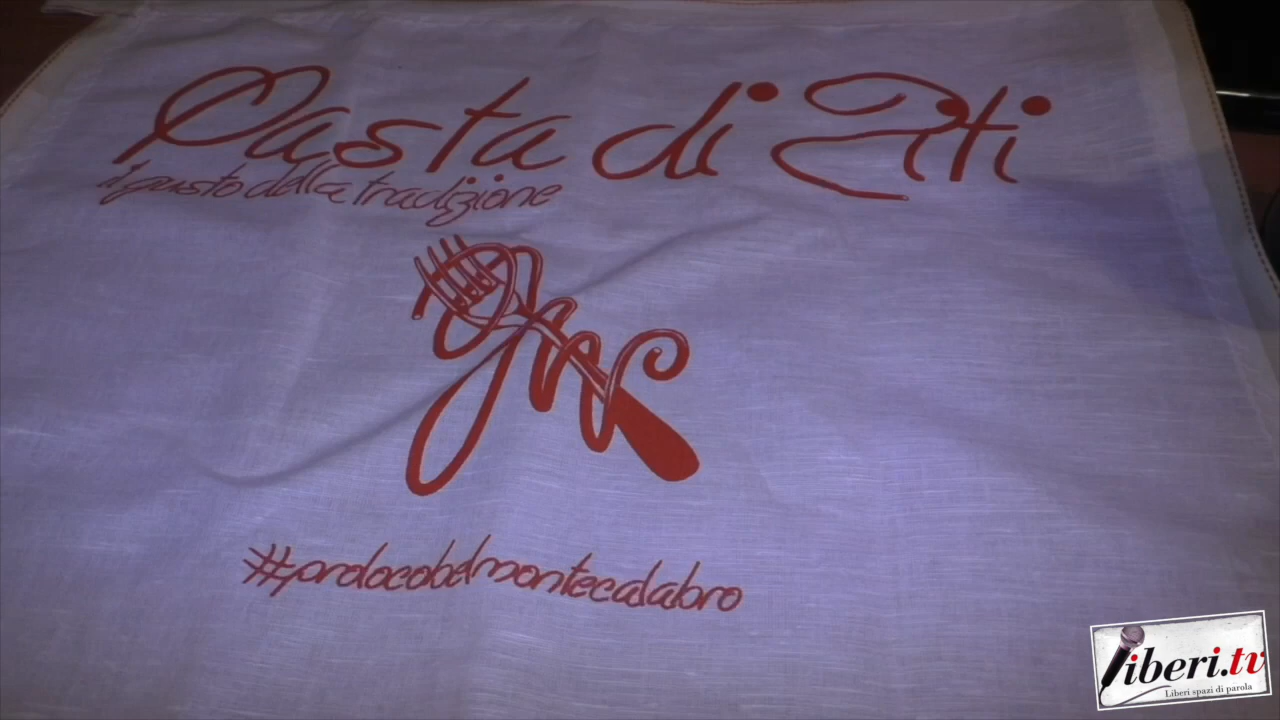 Pasta di Ziti
il gusto della tradizione
#prolocobelmontecalabro
liberi.tv
Liberi spazi di parola